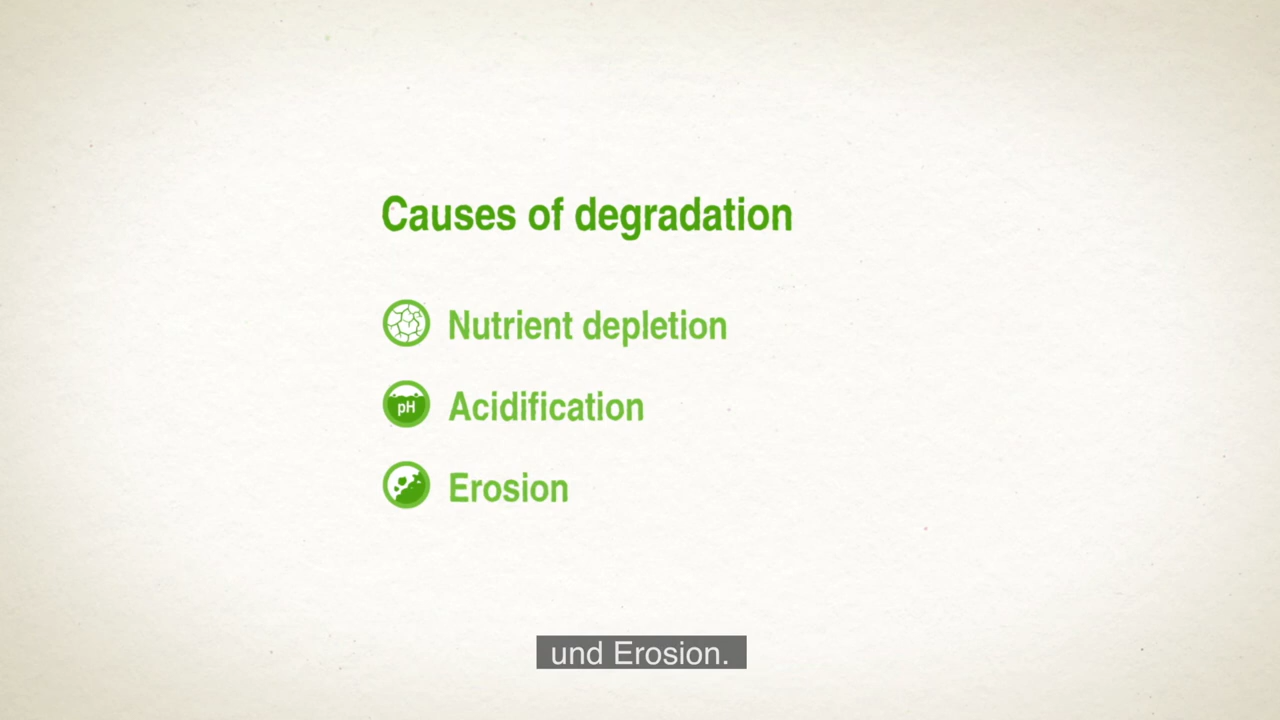 Causes of degradation
Nutrient depletion
pH
Acidification
Erosion
und Erosion.